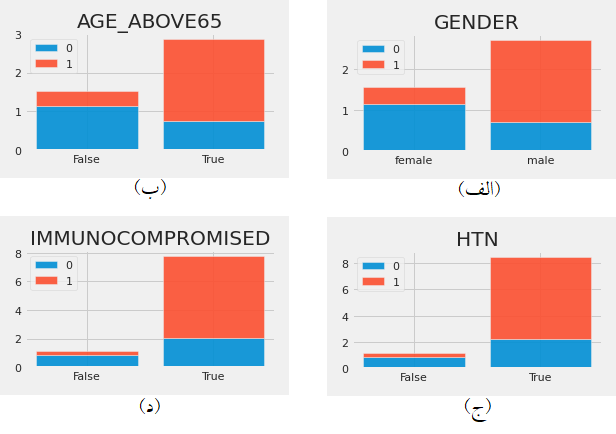 AGE_ABOVE65
0
1
3
2
1
0
False True
(ب)
GENDER
0
1
2
1
0
female male
(الف)
IMMUNOCOMPROMISED
0
1
8
6
4
2
0
False True
(د)
HTN
0
1
8
6
4
2
0
False True
(ج)